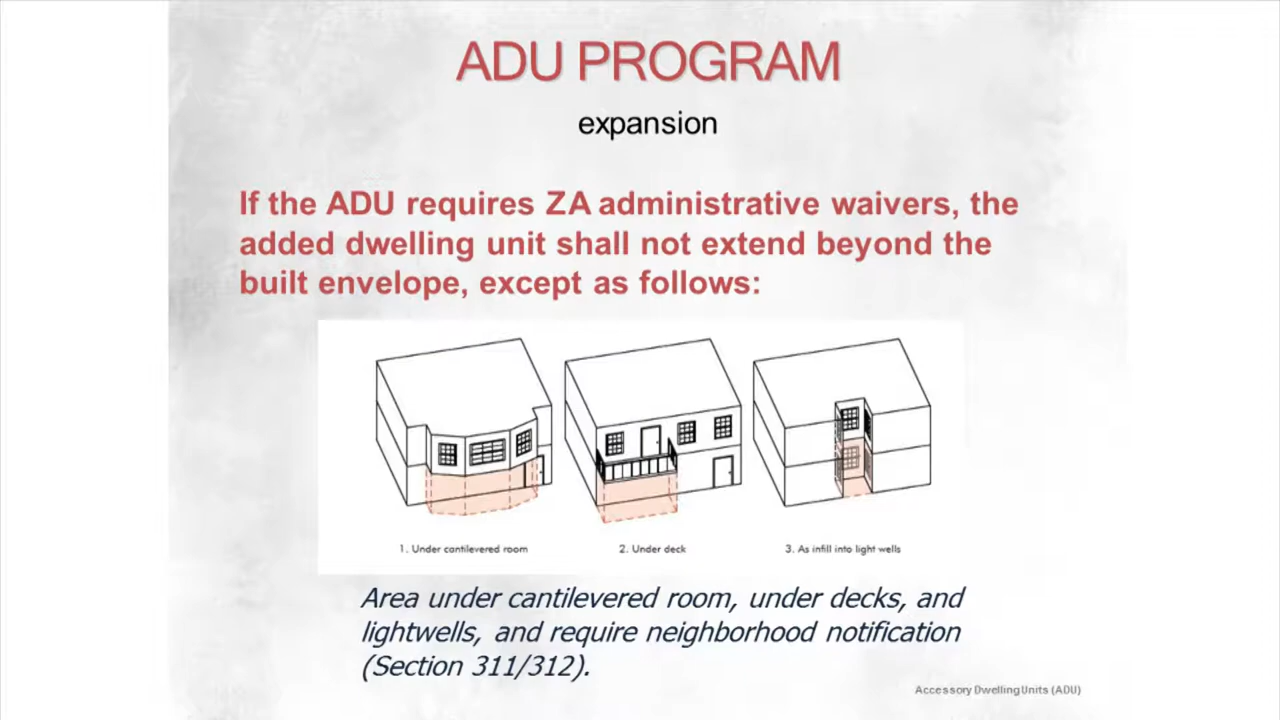 ADU PROGRAM
expansion
If the ADU requires ZA administrative waivers, the
added dwelling unit shall not extend beyond the
built envelope, except as follows:
1. Under cantilevered room
2. Under deck
3. As infill into light wells
Area under cantilevered room, under decks, and
lightwells, and require neighborhood notification
(Section 311/312).
Accessory Dwelling Units (ADU)